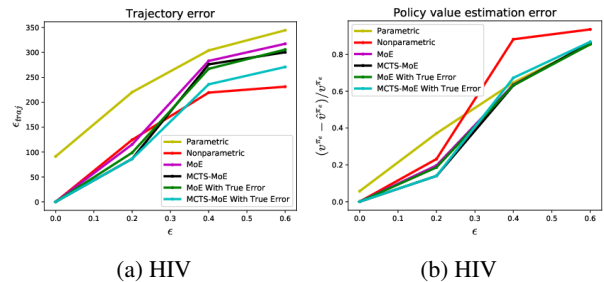 Trajectory error
350
300
250
200
150
100
50
0
0.0 0.1 0.2 0.3 0.4 0.5 0.6
ϵ
ϵtraj
Parametric
Nonparametric
MoE
MCTS-MoE
MoE With True Error
MCTS-MoE With True Error
(a) HIV
Policy value estimation error
0.8
0.6
0.4
0.2
0.0
0.0 0.1 0.2 0.3 0.4 0.5 0.6
ϵ
(v^πe − v̂^πe)/v^πe
Parametric
Nonparametric
MoE
MCTS-MoE
MoE With True Error
MCTS-MoE With True Error
(b) HIV